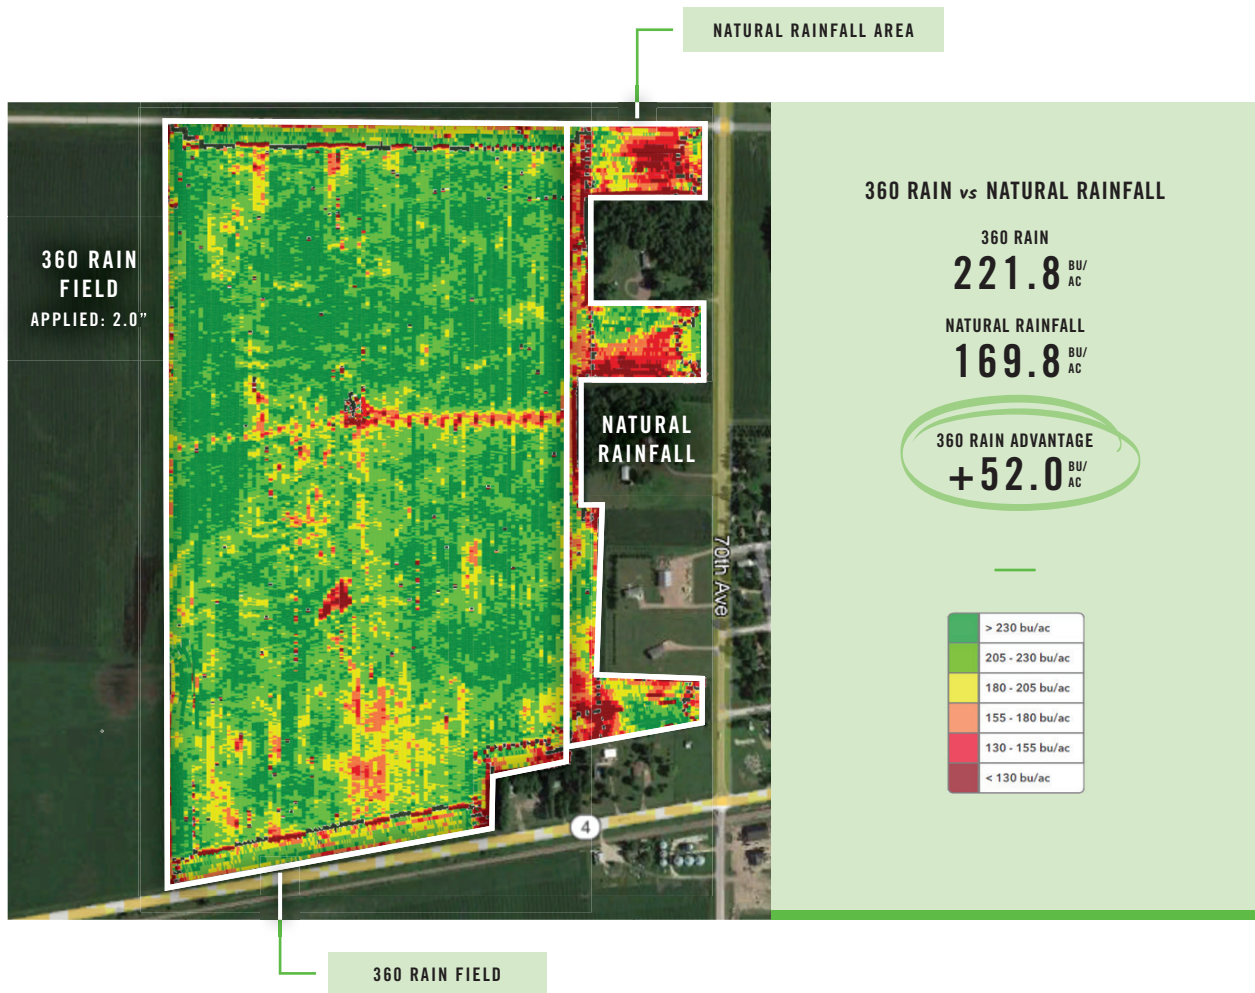 NATURAL RAINFALL AREA
360 RAIN
FIELD
APPLIED: 2.0”
NATURAL
RAINFALL
70th Ave
4
360 RAIN FIELD
360 RAIN vs NATURAL RAINFALL
360 RAIN
221.8 BU/
AC
NATURAL RAINFALL
169.8 BU/
AC
360 RAIN ADVANTAGE
+52.0 BU/
AC
> 230 bu/ac
205 - 230 bu/ac
180 - 205 bu/ac
155 - 180 bu/ac
130 - 155 bu/ac
< 130 bu/ac